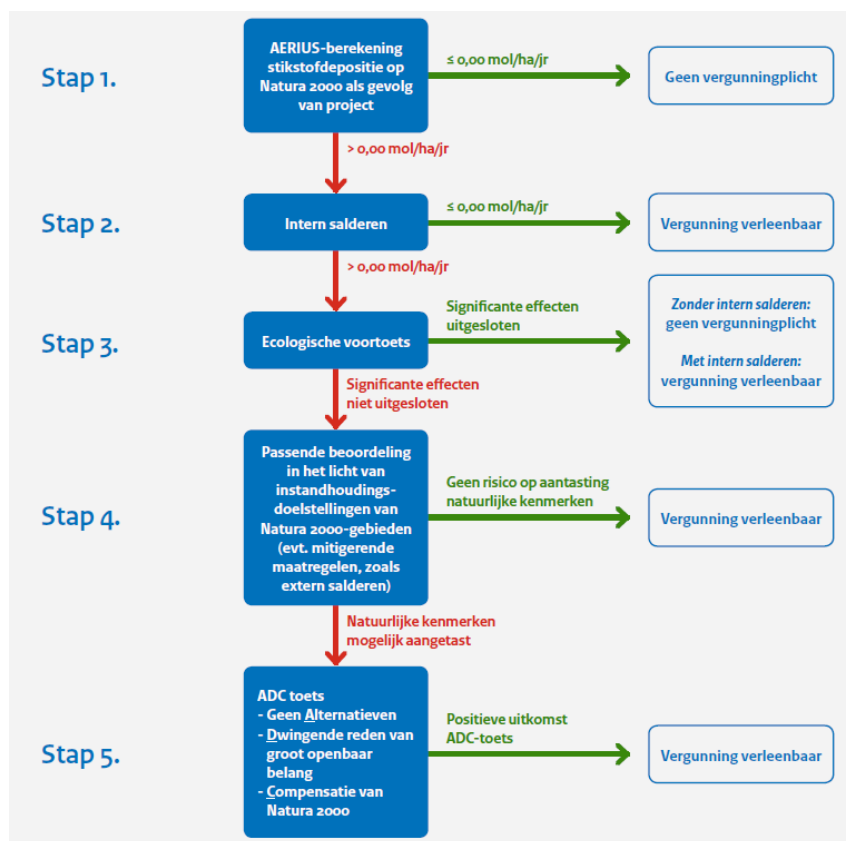 Stap 1.
AERIUS-berekening
stikstofdepositie op
Natura 2000 als gevolg
van project
≤ 0,00 mol/ha/jr
Geen vergunningplicht
> 0,00 mol/ha/jr
Stap 2.
Intern salderen
≤ 0,00 mol/ha/jr
Vergunning verleenbaar
> 0,00 mol/ha/jr
Stap 3.
Ecologische voortoets
Significante effecten
uitgesloten
Zonder intern salderen:
geen vergunningplicht
Met intern salderen:
vergunning verleenbaar
Significante effecten
niet uitgesloten
Stap 4.
Passende beoordeling
in het licht van
instandhoudings-
doelstellingen van
Natura 2000-gebieden
(evt. mitigerende
maatregelen, zoals
extern salderen)
Geen risico op aantasting
natuurlijke kenmerken
Vergunning verleenbaar
Natuurlijke kenmerken
mogelijk aangetast
Stap 5.
ADC toets
- Geen Alternatieven
- Dwingende reden van
groot openbaar
belang
- Compensatie van
Natura 2000
Positieve uitkomst
ADC-toets
Vergunning verleenbaar